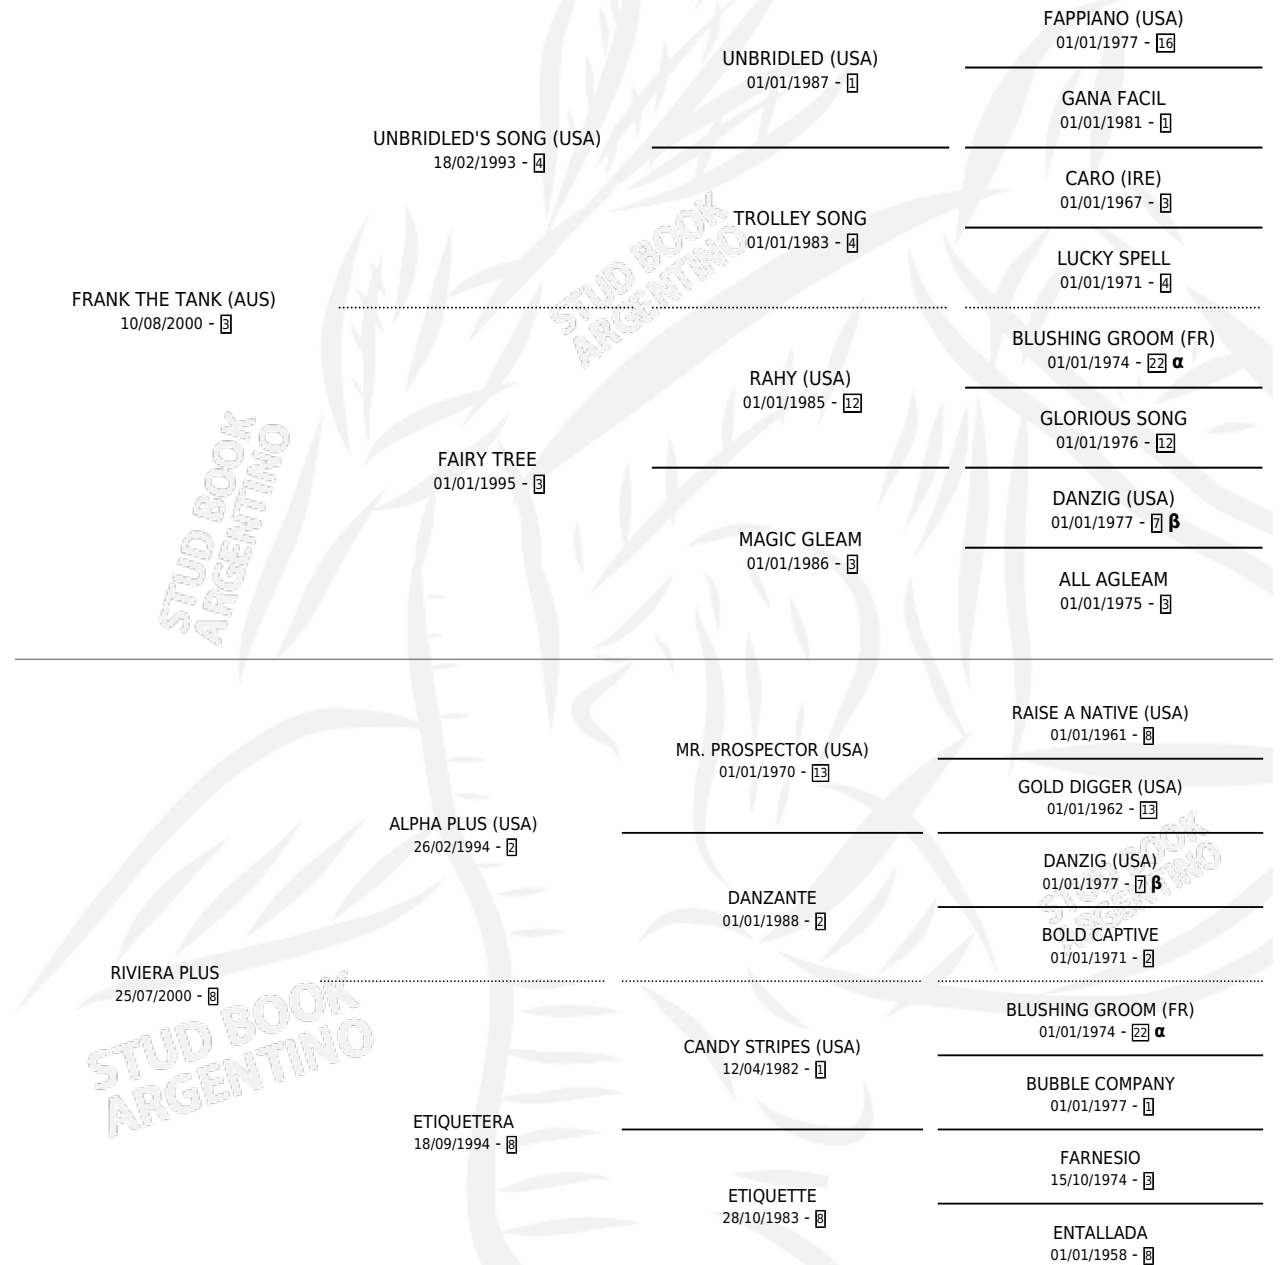 FAPPIANO (USA)
01/01/1977 - 16
UNBRIDLED (USA)
01/01/1987 - 1
GANA FACIL
01/01/1981 - 1
UNBRIDLED'S SONG (USA)
18/02/1993 - 4
CARO (IRE)
01/01/1967 - 3
TROLLEY SONG
01/01/1983 - 4
LUCKY SPELL
01/01/1971 - 4
FRANK THE TANK (AUS)
10/08/2000 - 3
BLUSHING GROOM (FR)
01/01/1974 - 22 α
RAHY (USA)
01/01/1985 - 12
GLORIOUS SONG
01/01/1976 - 12
FAIRY TREE
01/01/1995 - 3
DANZIG (USA)
01/01/1977 - 7 β
MAGIC GLEAM
01/01/1986 - 3
ALL AGLEAM
01/01/1975 - 3
STUD BOOK
ARGENTINO
STUD BOOK
ARGENTINO
RAISE A NATIVE (USA)
01/01/1961 - 8
MR. PROSPECTOR (USA)
01/01/1970 - 13
GOLD DIGGER (USA)
01/01/1962 - 13
ALPHA PLUS (USA)
26/02/1994 - 2
DANZIG (USA)
01/01/1977 - 7 β
DANZANTE
01/01/1988 - 2
BOLD CAPTIVE
01/01/1971 - 2
RIVIERA PLUS
25/07/2000 - 8
BLUSHING GROOM (FR)
01/01/1974 - 22 α
CANDY STRIPES (USA)
12/04/1982 - 1
BUBBLE COMPANY
01/01/1977 - 1
ETIQUETERA
18/09/1994 - 8
FARNESIO
15/10/1974 - 3
ETIQUETTE
28/10/1983 - 8
ENTALLADA
01/01/1958 - 8
STUD BOOK
ARGENTINO
STUD BOOK
ARGENTINO